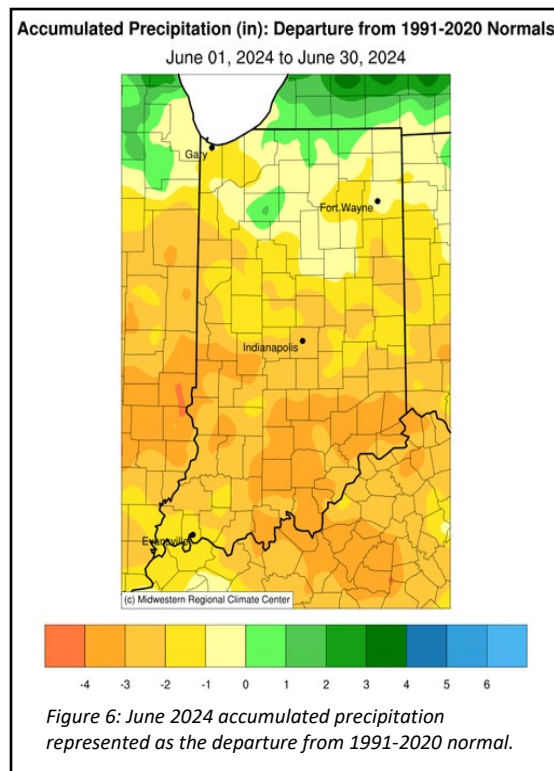 Accumulated Precipitation (in): Departure from 1991-2020 Normals
June 01, 2024 to June 30, 2024
Gary
Fort Wayne
Indianapolis
Evansville
(c) Midwestern Regional Climate Center
-4 -3 -2 -1 0 1 2 3 4 5 6
Figure 6: June 2024 accumulated precipitation
represented as the departure from 1991-2020 normal.